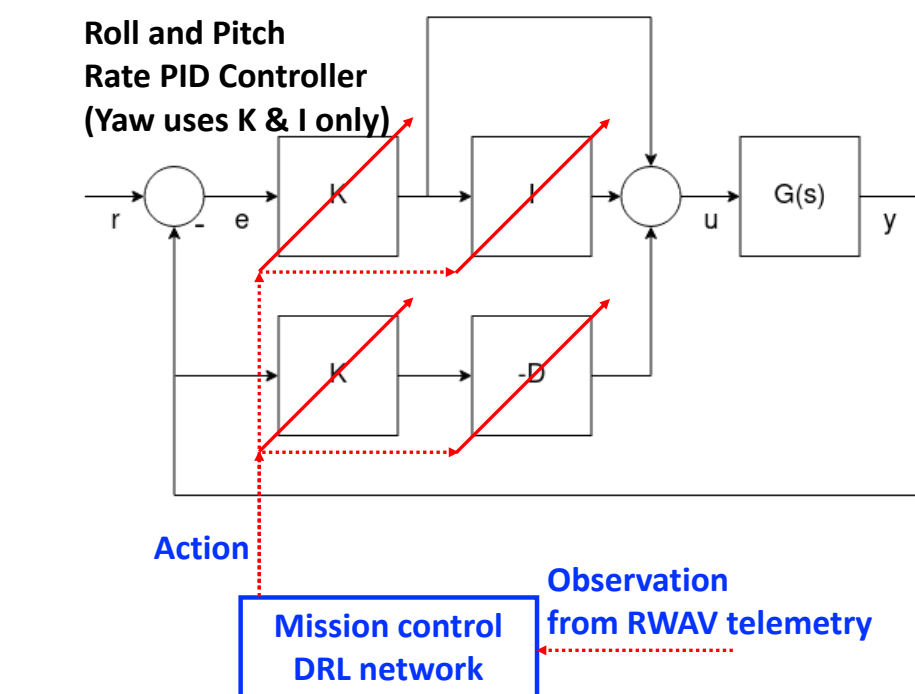 Roll and Pitch
Rate PID Controller
(Yaw uses K & I only)
K
I
G(s)
r
-
e
u
y
K
-D
Action
Observation
from RWAV telemetry
Mission control
DRL network